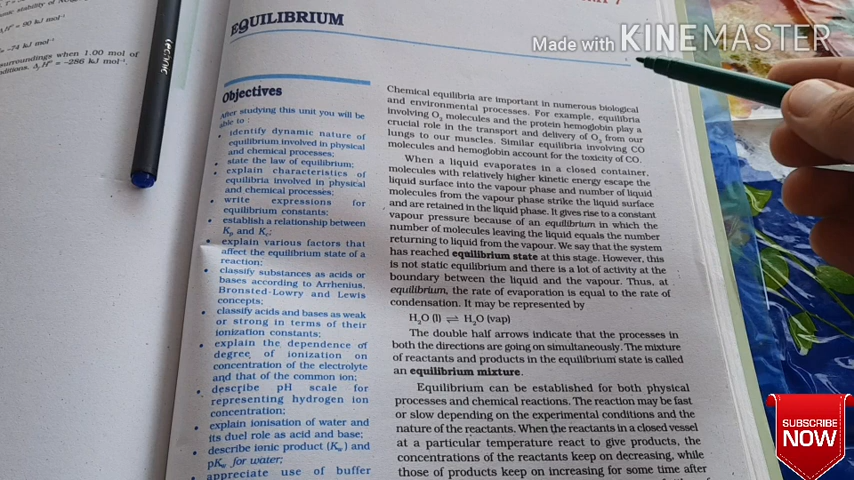 ∆ᵣH° = 90 kJ mol⁻¹
= –74 kJ mol⁻¹
surroundings when 1.00 mol of
∆ᵣH° = –286 kJ mol⁻¹.
EQUILIBRIUM
Made with KINEMASTER
Objectives
After studying this unit you will be
able to :
• identify dynamic nature of
equilibrium involved in physical
and chemical processes;
• state the law of equilibrium;
• explain characteristics of
equilibria involved in physical
and chemical processes;
• write expressions for
equilibrium constants;
• establish a relationship between
Kp and Kc;
• explain various factors that
affect the equilibrium state of a
reaction;
• classify substances as acids or
bases according to Arrhenius,
Bronsted-Lowry and Lewis
concepts;
• classify acids and bases as weak
or strong in terms of their
ionization constants;
• explain the dependence of
degree of ionization on
concentration of the electrolyte
and that of the common ion;
• describe pH scale for
representing hydrogen ion
concentration;
• explain ionisation of water and
its duel role as acid and base;
• describe ionic product (Kw) and
pKw for water;
• appreciate use of buffer
Chemical equilibria are important in numerous biological
and environmental processes. For example, equilibria
involving O₂ molecules and the protein hemoglobin play a
crucial role in the transport and delivery of O₂ from our
lungs to our muscles. Similar equilibria involving CO
molecules and hemoglobin account for the toxicity of CO.
When a liquid evaporates in a closed container,
molecules with relatively higher kinetic energy escape the
liquid surface into the vapour phase and number of liquid
molecules from the vapour phase strike the liquid surface
and are retained in the liquid phase. It gives rise to a constant
vapour pressure because of an equilibrium in which the
number of molecules leaving the liquid equals the number
returning to liquid from the vapour. We say that the system
has reached equilibrium state at this stage. However, this
is not static equilibrium and there is a lot of activity at the
boundary between the liquid and the vapour. Thus, at
equilibrium, the rate of evaporation is equal to the rate of
condensation. It may be represented by
H₂O (l) ⇌ H₂O (vap)
The double half arrows indicate that the processes in
both the directions are going on simultaneously. The mixture
of reactants and products in the equilibrium state is called
an equilibrium mixture.
Equilibrium can be established for both physical
processes and chemical reactions. The reaction may be fast
or slow depending on the experimental conditions and the
nature of the reactants. When the reactants in a closed vessel
at a particular temperature react to give products, the
concentrations of the reactants keep on decreasing, while
those of products keep on increasing for some time after
SUBSCRIBE
NOW